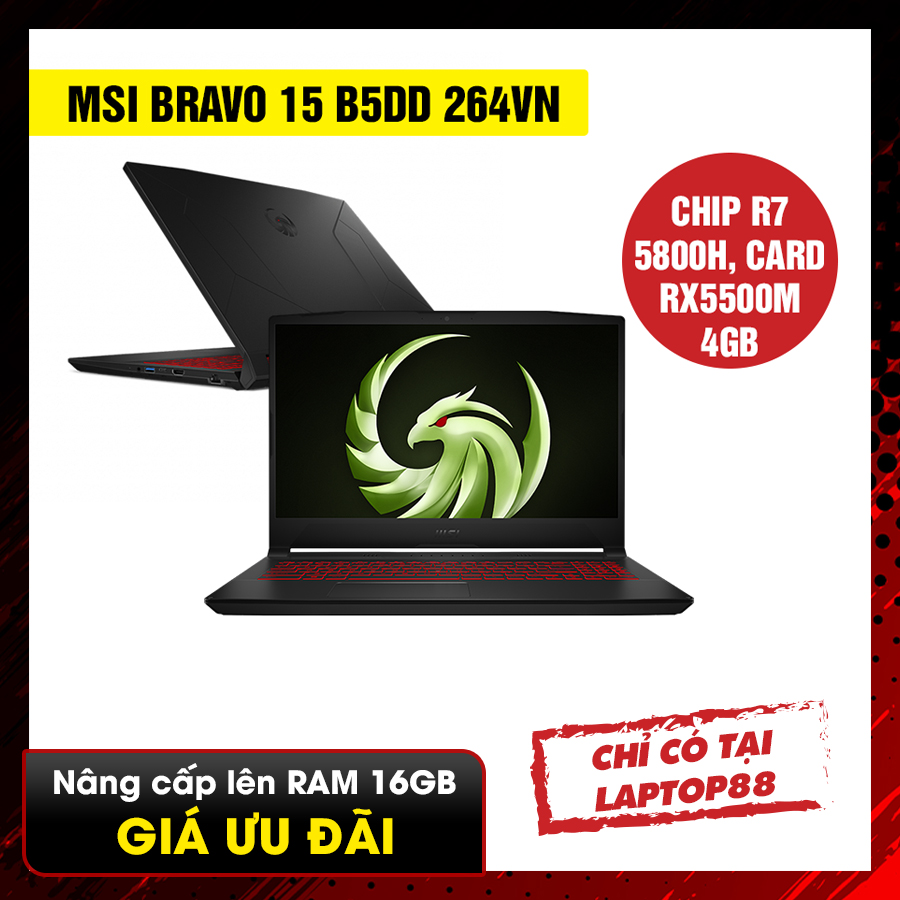 MSI BRAVO 15 B5DD 264VN
CHIP R7
5800H, CARD
RX5500M
4GB
msi
CHỈ CÓ TẠI
LAPTOP88
Nâng cấp lên RAM 16GB
GIÁ ƯU ĐÃI